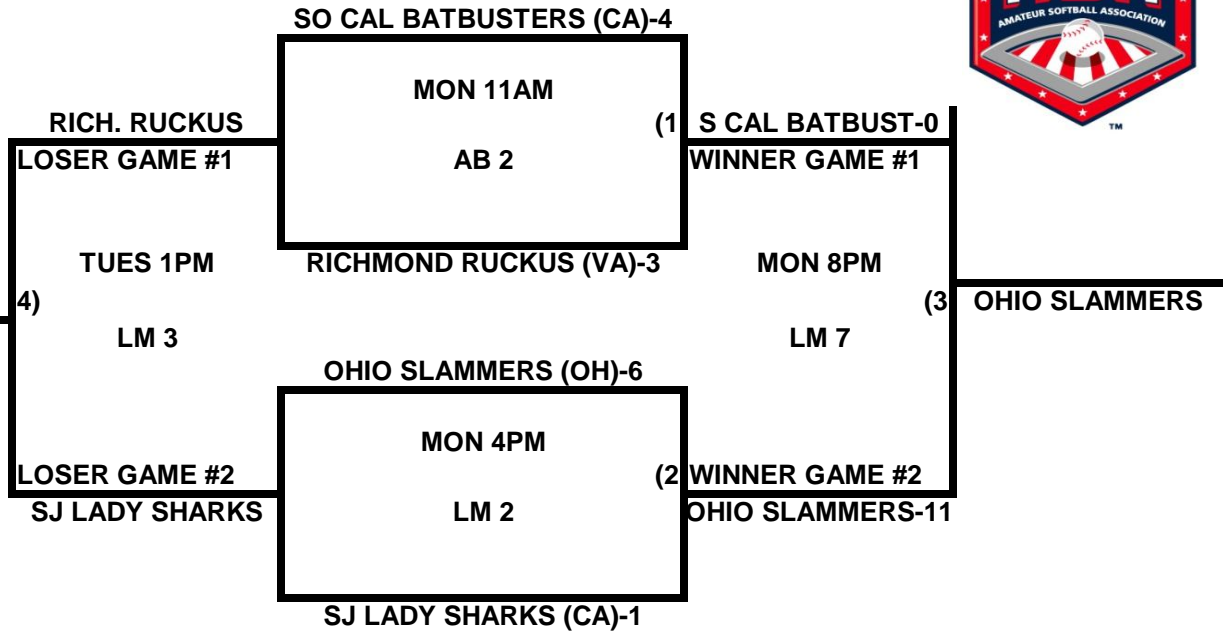 SO CAL BATBUSTERS (CA)-4
AMATEUR SOFTBALL ASSOCIATION
TM
MON 11AM
RICH. RUCKUS
(1
S CAL BATBUST-0
LOSER GAME #1
AB 2
WINNER GAME #1
TUES 1PM
RICHMOND RUCKUS (VA)-3
MON 8PM
4)
(3
OHIO SLAMMERS
LM 3
LM 7
OHIO SLAMMERS (OH)-6
MON 4PM
LOSER GAME #2
(2
WINNER GAME #2
SJ LADY SHARKS
LM 2
OHIO SLAMMERS-11
SJ LADY SHARKS (CA)-1